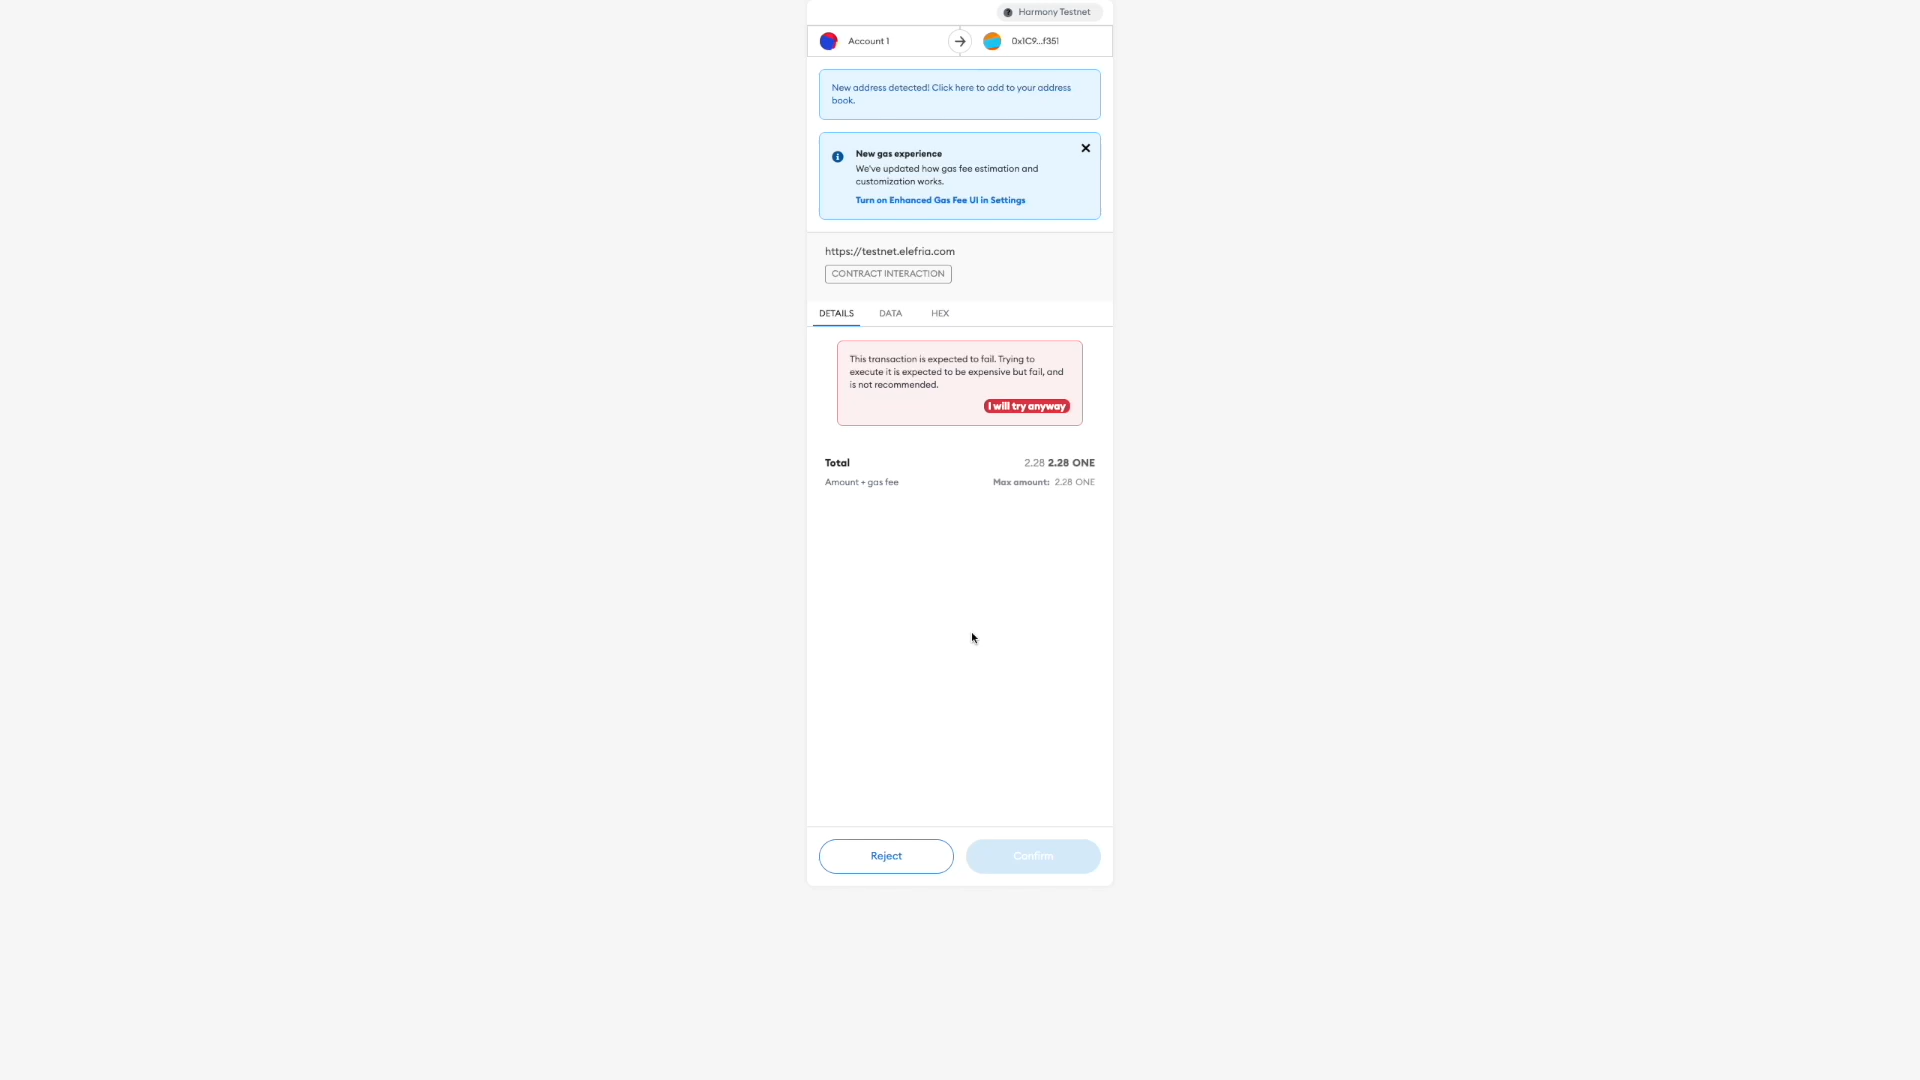 Harmony Testnet
Account 1
0x1C9...f351
New address detected! Click here to add to your address
book.
New gas experience
We've updated how gas fee estimation and
customization works.
Turn on Enhanced Gas Fee UI in Settings
https://testnet.elefria.com
CONTRACT INTERACTION
DETAILS DATA HEX
This transaction is expected to fail. Trying to
execute it is expected to be expensive but fail, and
is not recommended.
I will try anyway
Total 2.28 2.28 ONE
Amount + gas fee Max amount: 2.28 ONE
Reject Confirm